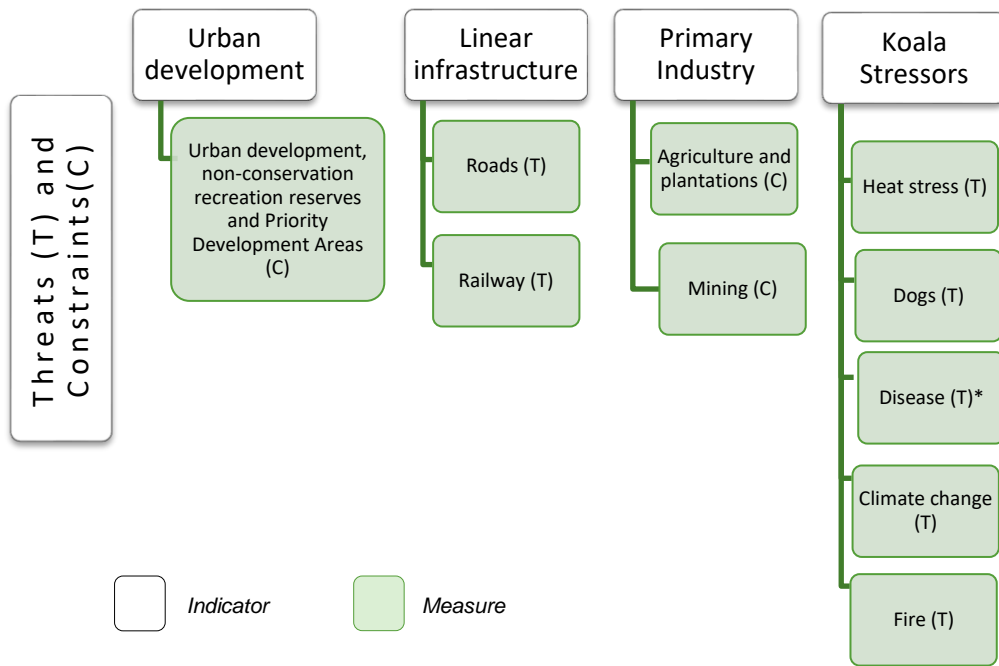 Threats (T) and
Constraints(C)
Urban
development
Urban development,
non-conservation
recreation reserves
and Priority
Development Areas
(C)
Linear
infrastructure
Roads (T)
Railway (T)
Primary
Industry
Agriculture and
plantations (C)
Mining (C)
Koala
Stressors
Heat stress (T)
Dogs (T)
Disease (T)*
Climate change
(T)
Fire (T)
Indicator
Measure